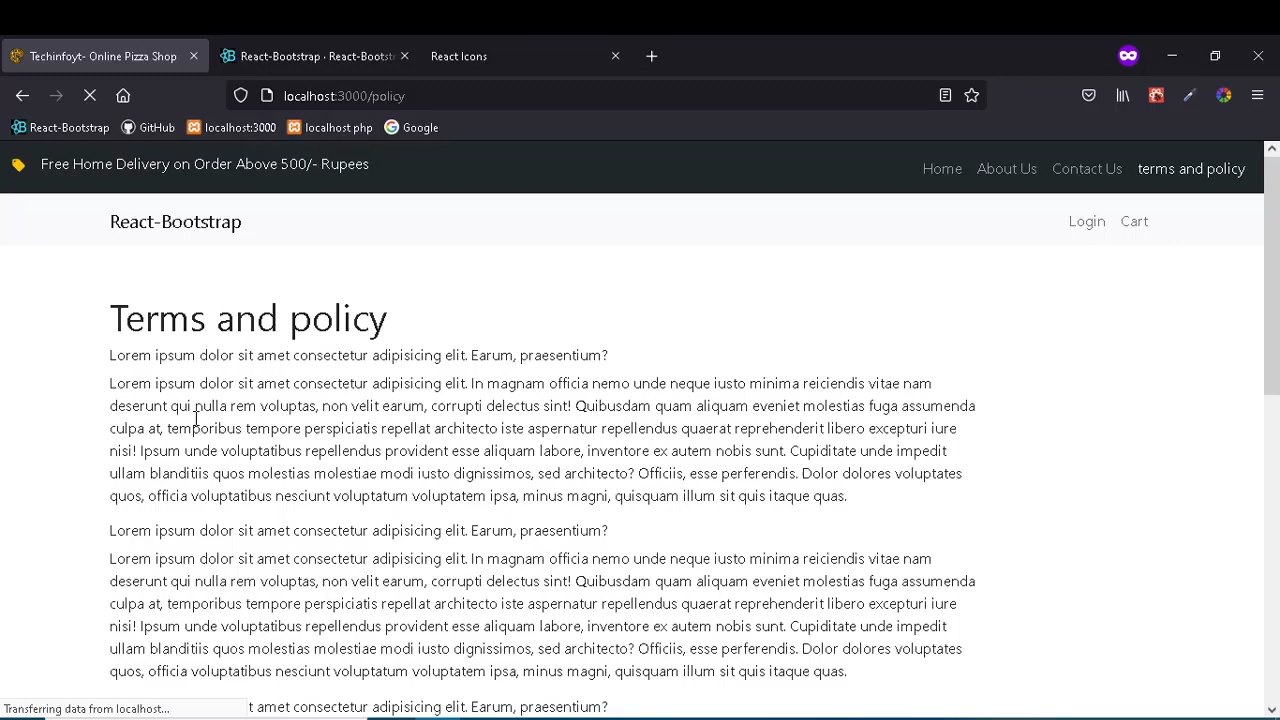 Techinfoyt- Online Pizza Shop
React-Bootstrap · React-Bootst
React Icons
localhost:3000/policy
React-Bootstrap
GitHub
localhost:3000
localhost php
Google
Free Home Delivery on Order Above 500/- Rupees
Home About Us Contact Us terms and policy
React-Bootstrap
Login Cart
Terms and policy
Lorem ipsum dolor sit amet consectetur adipisicing elit. Earum, praesentium?
Lorem ipsum dolor sit amet consectetur adipisicing elit. In magnam officia nemo unde neque iusto minima reiciendis vitae nam
deserunt qui nulla rem voluptas, non velit earum, corrupti delectus sint! Quibusdam quam aliquam eveniet molestias fuga assumenda
culpa at, temporibus tempore perspiciatis repellat architecto iste aspernatur repellendus quaerat reprehenderit libero excepturi iure
nisi! Ipsum unde voluptatibus repellendus provident esse aliquam labore, inventore ex autem nobis sunt. Cupiditate unde impedit
ullam blanditiis quos molestias molestiae modi iusto dignissimos, sed architecto? Officiis, esse perferendis. Dolor dolores voluptates
quos, officia voluptatibus nesciunt voluptatum voluptatem ipsa, minus magni, quisquam illum sit quis itaque quas.
Lorem ipsum dolor sit amet consectetur adipisicing elit. Earum, praesentium?
Lorem ipsum dolor sit amet consectetur adipisicing elit. In magnam officia nemo unde neque iusto minima reiciendis vitae nam
deserunt qui nulla rem voluptas, non velit earum, corrupti delectus sint! Quibusdam quam aliquam eveniet molestias fuga assumenda
culpa at, temporibus tempore perspiciatis repellat architecto iste aspernatur repellendus quaerat reprehenderit libero excepturi iure
nisi! Ipsum unde voluptatibus repellendus provident esse aliquam labore, inventore ex autem nobis sunt. Cupiditate unde impedit
ullam blanditiis quos molestias molestiae modi iusto dignissimos, sed architecto? Officiis, esse perferendis. Dolor dolores voluptates
quos, officia voluptatibus nesciunt voluptatum voluptatem ipsa, minus magni, quisquam illum sit quis itaque quas.
Transferring data from localhost...
t amet consectetur adipisicing elit. Earum, praesentium?